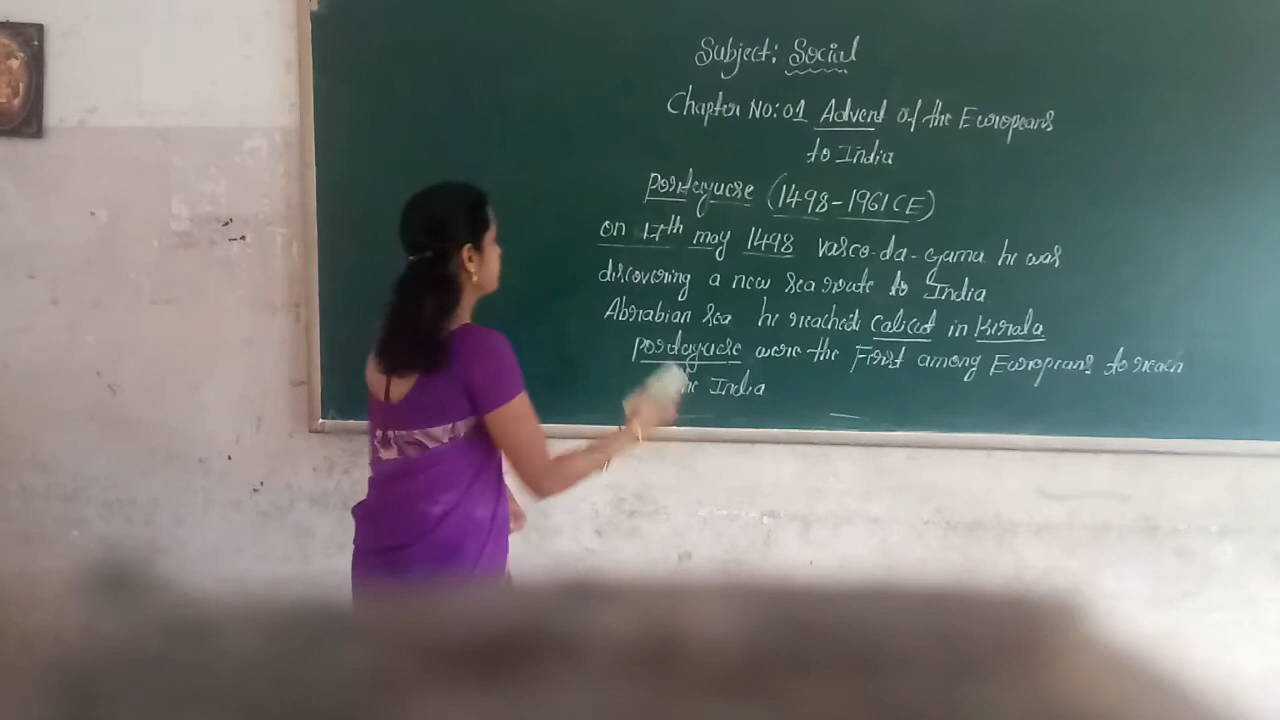 Subject: Social
Chapter No: 01 Advent of the Europeans
to India
Portuguese (1498-1961 CE)
on 17th may 1498 vasco-da-gama he was
discovering a new sea route to India
Abrabian sea he reached calicut in Kerala
Portuguese were the First among Europeans to reach
India